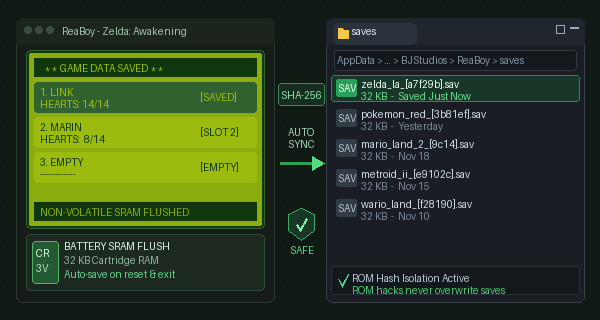 ReaBoy - Zelda: Awakening
** GAME DATA SAVED **
1. LINK
HEARTS: 14/14
[SAVED]
2. MARIN
HEARTS: 8/14
[SLOT 2]
3. EMPTY
------------
[EMPTY]
NON-VOLATILE SRAM FLUSHED
CR
3V
BATTERY SRAM FLUSH
32 KB Cartridge RAM
Auto-save on reset & exit
SHA-256
AUTO
SYNC
SAFE
saves
AppData > ... > BJStudios > ReaBoy > saves
SAV
zelda_la_[a7f29b].sav
32 KB - Saved Just Now
SAV
pokemon_red_[3b81ef].sav
32 KB - Yesterday
SAV
mario_land_2_[9c14].sav
32 KB - Nov 18
SAV
metroid_ii_[e9102c].sav
32 KB - Nov 15
SAV
wario_land_[f28190].sav
32 KB - Nov 10
ROM Hash Isolation Active
ROM hacks never overwrite saves